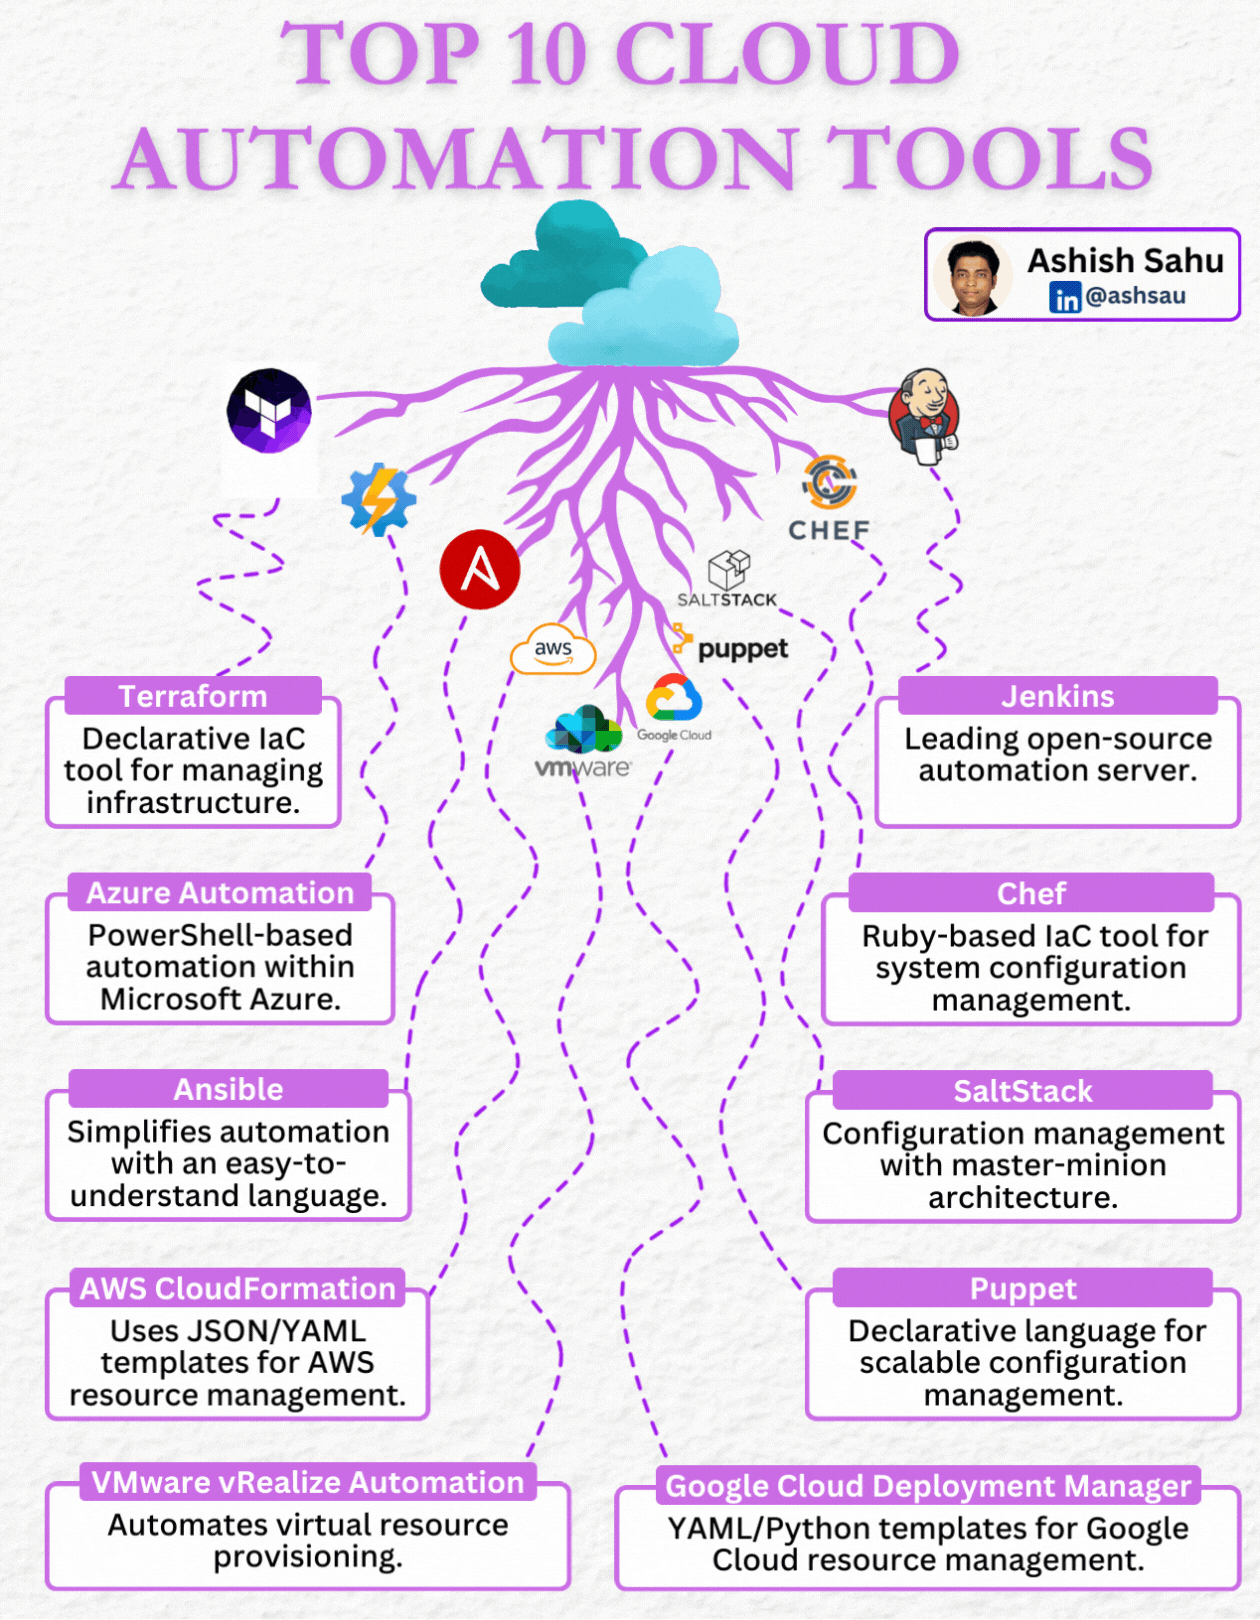 TOP 10 CLOUD
AUTOMATION TOOLS
Ashish Sahu
in @ashsau
CHEF
SALTSTACK
aws
puppet
Google Cloud
vmware
Terraform
Declarative IaC
tool for managing
infrastructure.
Jenkins
Leading open-source
automation server.
Azure Automation
PowerShell-based
automation within
Microsoft Azure.
Chef
Ruby-based IaC tool for
system configuration
management.
Ansible
Simplifies automation
with an easy-to-
understand language.
SaltStack
Configuration management
with master-minion
architecture.
AWS CloudFormation
Uses JSON/YAML
templates for AWS
resource management.
Puppet
Declarative language for
scalable configuration
management.
VMware vRealize Automation
Automates virtual resource
provisioning.
Google Cloud Deployment Manager
YAML/Python templates for Google
Cloud resource management.